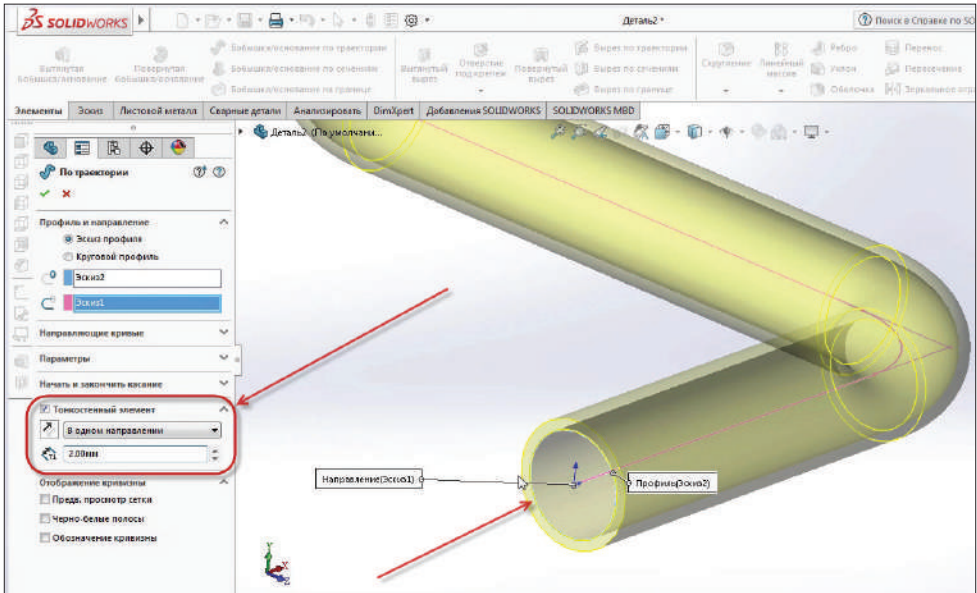 SOLIDWORKS
Деталь2 *
Поиск в Справке по SO
Вытянутая бобышка/основание
Повернутая бобышка/основание
Бобышка/основание по траектории
Бобышка/основание по сечениям
Бобышка/основание по границе
Вытянутый вырез
Отверстие под крепеж
Повернутый вырез
Вырез по траектории
Вырез по сечениям
Вырез по границе
Скругление
Линейный массив
Ребро
Уклон
Оболочка
Перенос
Пересечение
Зеркальное отра
Элементы Эскиз Листовой металл Сварные детали Анализировать DimXpert Добавления SOLIDWORKS SOLIDWORKS MBD
Деталь2 (По умолчани...
По траектории
Профиль и направление
Эскиз профиля
Круговой профиль
Эскиз2
Эскиз1
Направляющие кривые
Параметры
Начать и закончить касание
Тонкостенный элемент
В одном направлении
2.00мм
Направление(Эскиз1)
Профиль(Эскиз2)
Отображение кривизны
Предв. просмотр сетки
Черно-белые полосы
Обозначение кривизны
Y
X
Z